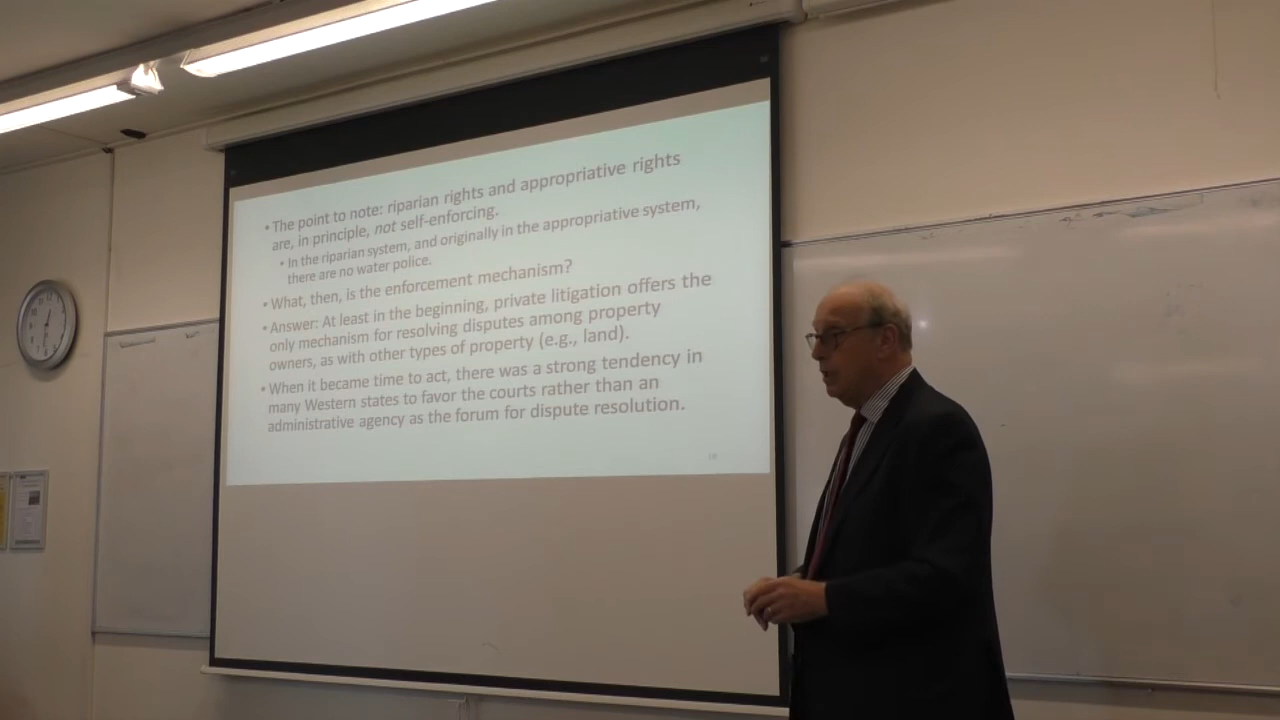 • The point to note: riparian rights and appropriative rights
are, in principle, not self-enforcing.
• In the riparian system, and originally in the appropriative system,
there are no water police.
• What, then, is the enforcement mechanism?
• Answer: At least in the beginning, private litigation offers the
only mechanism for resolving disputes among property
owners, as with other types of property (e.g., land).
• When it became time to act, there was a strong tendency in
many Western states to favor the courts rather than an
administrative agency as the forum for dispute resolution.